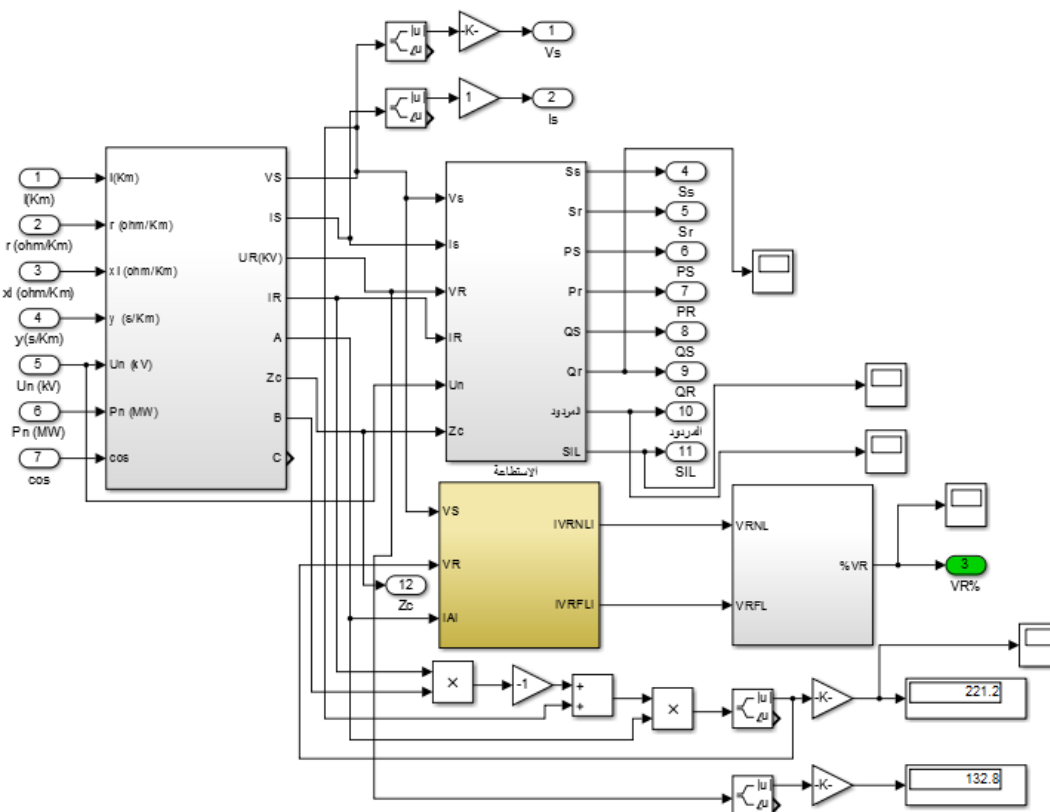 |u|
∠u
-K-
1
Vs
|u|
∠u
1
2
Is
1
l(Km)
2
r (ohm/Km)
3
xl (ohm/Km)
4
y(s/Km)
5
Un (kV)
6
Pn (MW)
7
cos
l(Km)
r (ohm/Km)
xl (ohm/Km)
y (s/Km)
Un (kV)
Pn (MW)
cos
VS
IS
UR(KV)
IR
A
Zc
B
C
Vs
Is
VR
IR
Un
Zc
Ss
Sr
PS
Pr
QS
Qr
المردود
SIL
الاستطاعة
4
Ss
5
Sr
6
PS
7
PR
8
QS
9
QR
10
المردود
11
SIL
VS
VR
IAI
IVRNLI
IVRFLI
12
Zc
VRNL
VRFL
%VR
3
VR%
×
-1
+
+
×
|u|
∠u
-K-
221.2
|u|
∠u
-K-
132.8